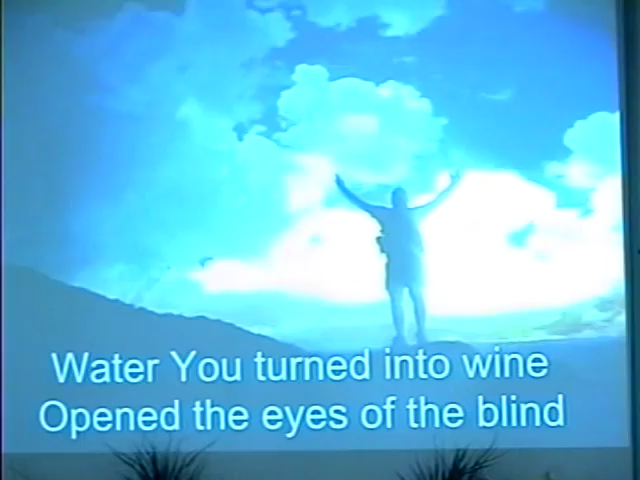 Water You turned into wine
Opened the eyes of the blind